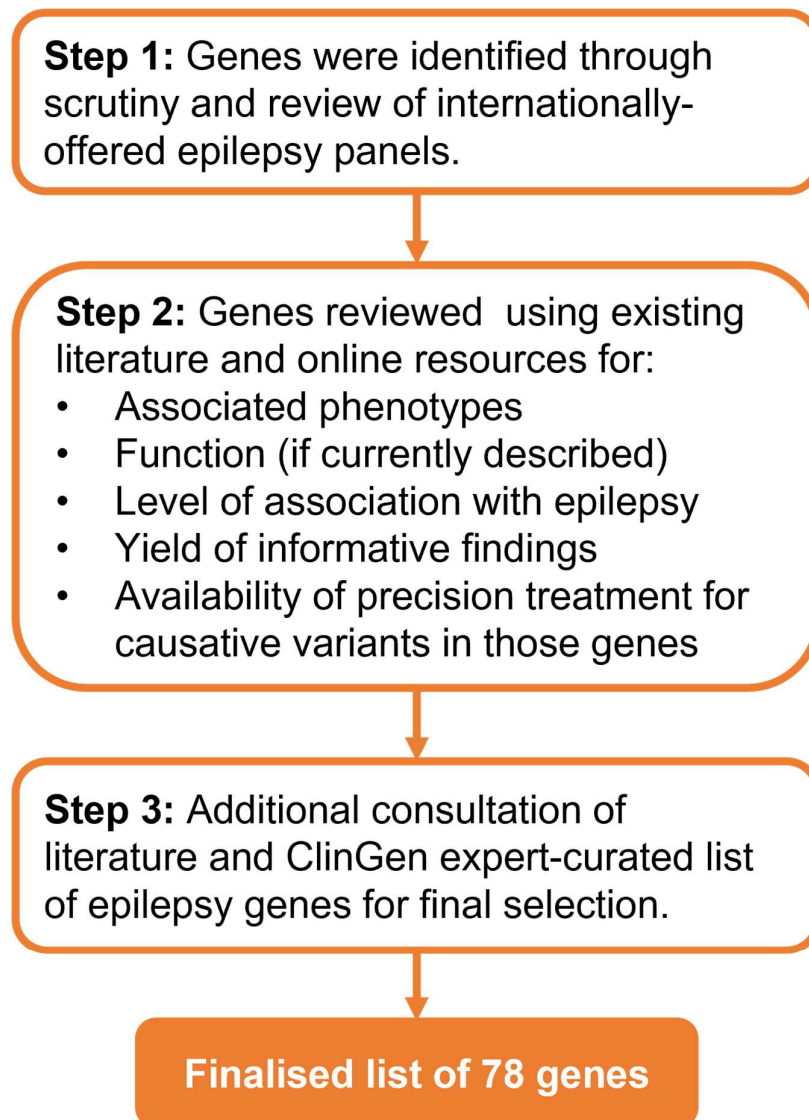 Step 1: Genes were identified through
scrutiny and review of internationally-
offered epilepsy panels.
Step 2: Genes reviewed  using existing
literature and online resources for:
• Associated phenotypes
• Function (if currently described)
• Level of association with epilepsy
• Yield of informative findings
• Availability of precision treatment for
causative variants in those genes
Step 3: Additional consultation of
literature and ClinGen expert-curated list
of epilepsy genes for final selection.
Finalised list of 78 genes